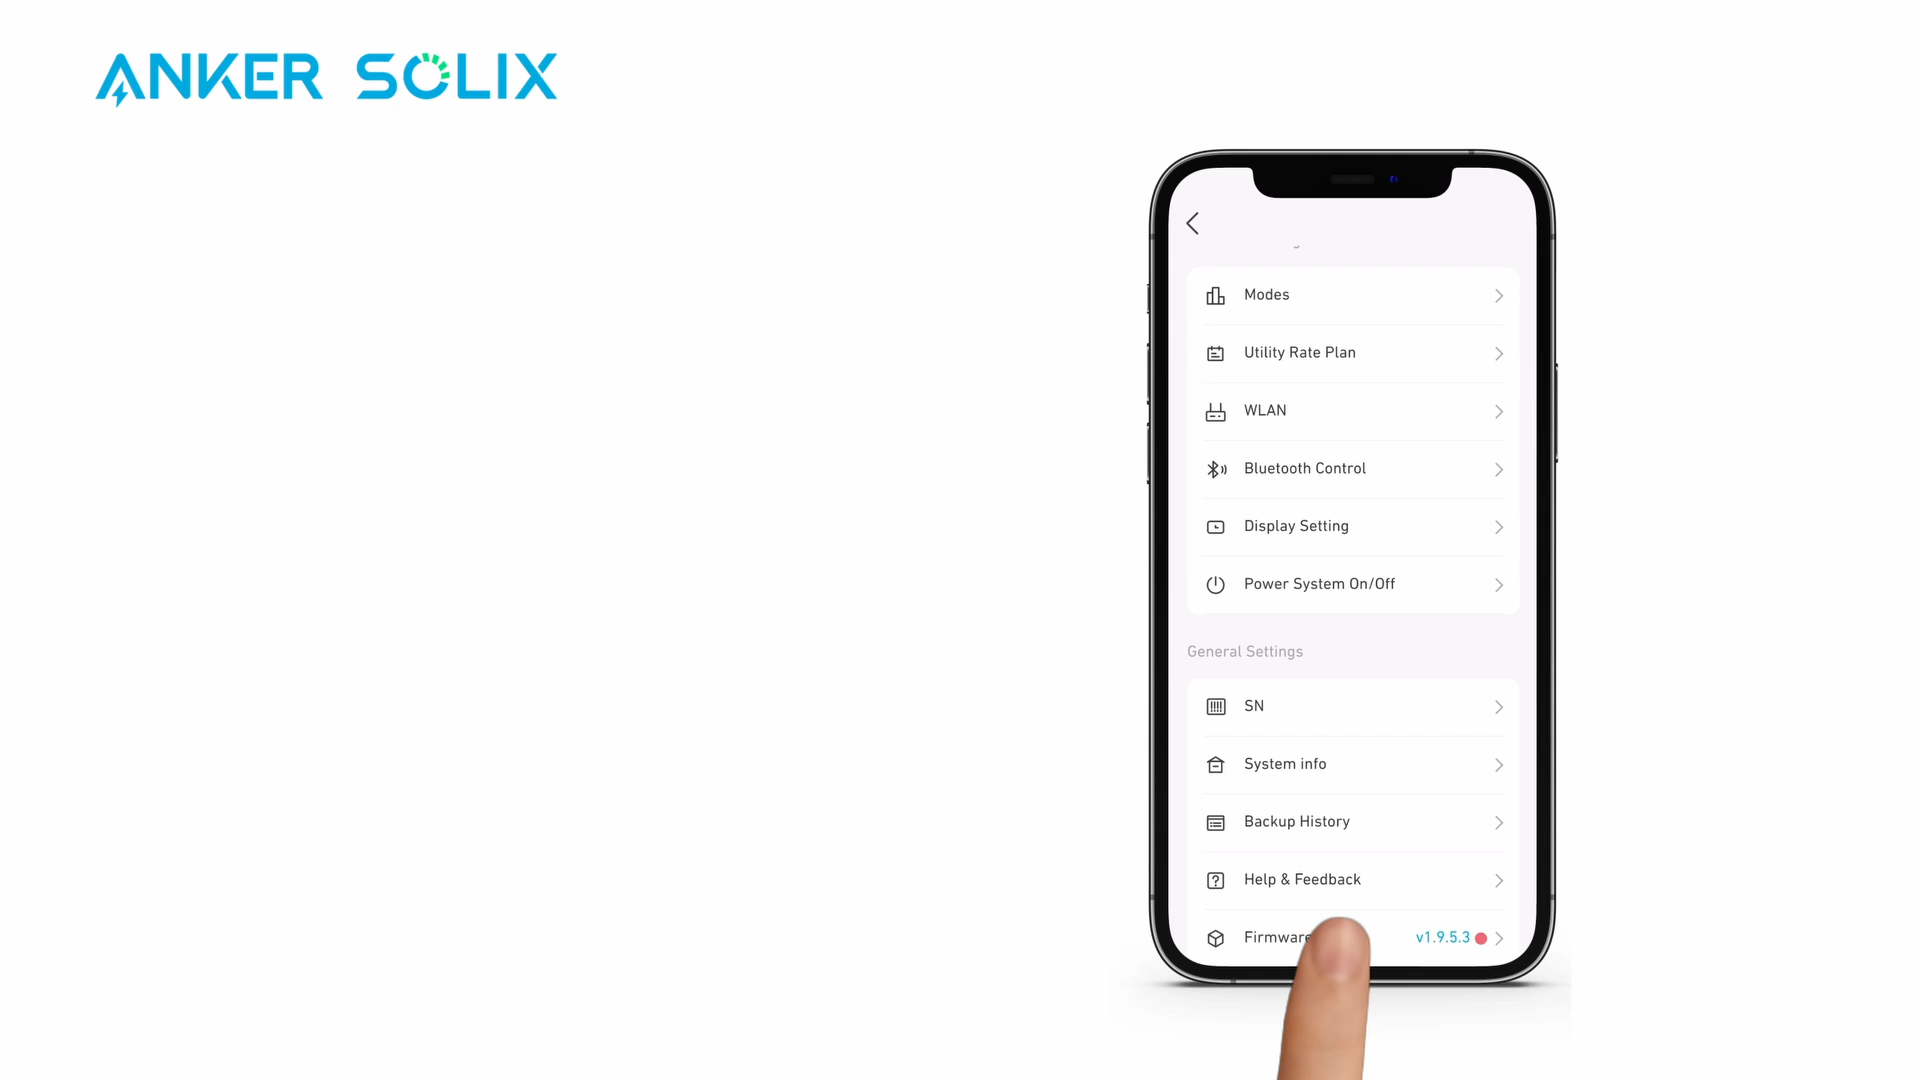 ANKER SOLIX
Modes
Utility Rate Plan
WLAN
Bluetooth Control
Display Setting
Power System On/Off
General Settings
SN
System info
Backup History
Help & Feedback
Firmware v1.9.5.3